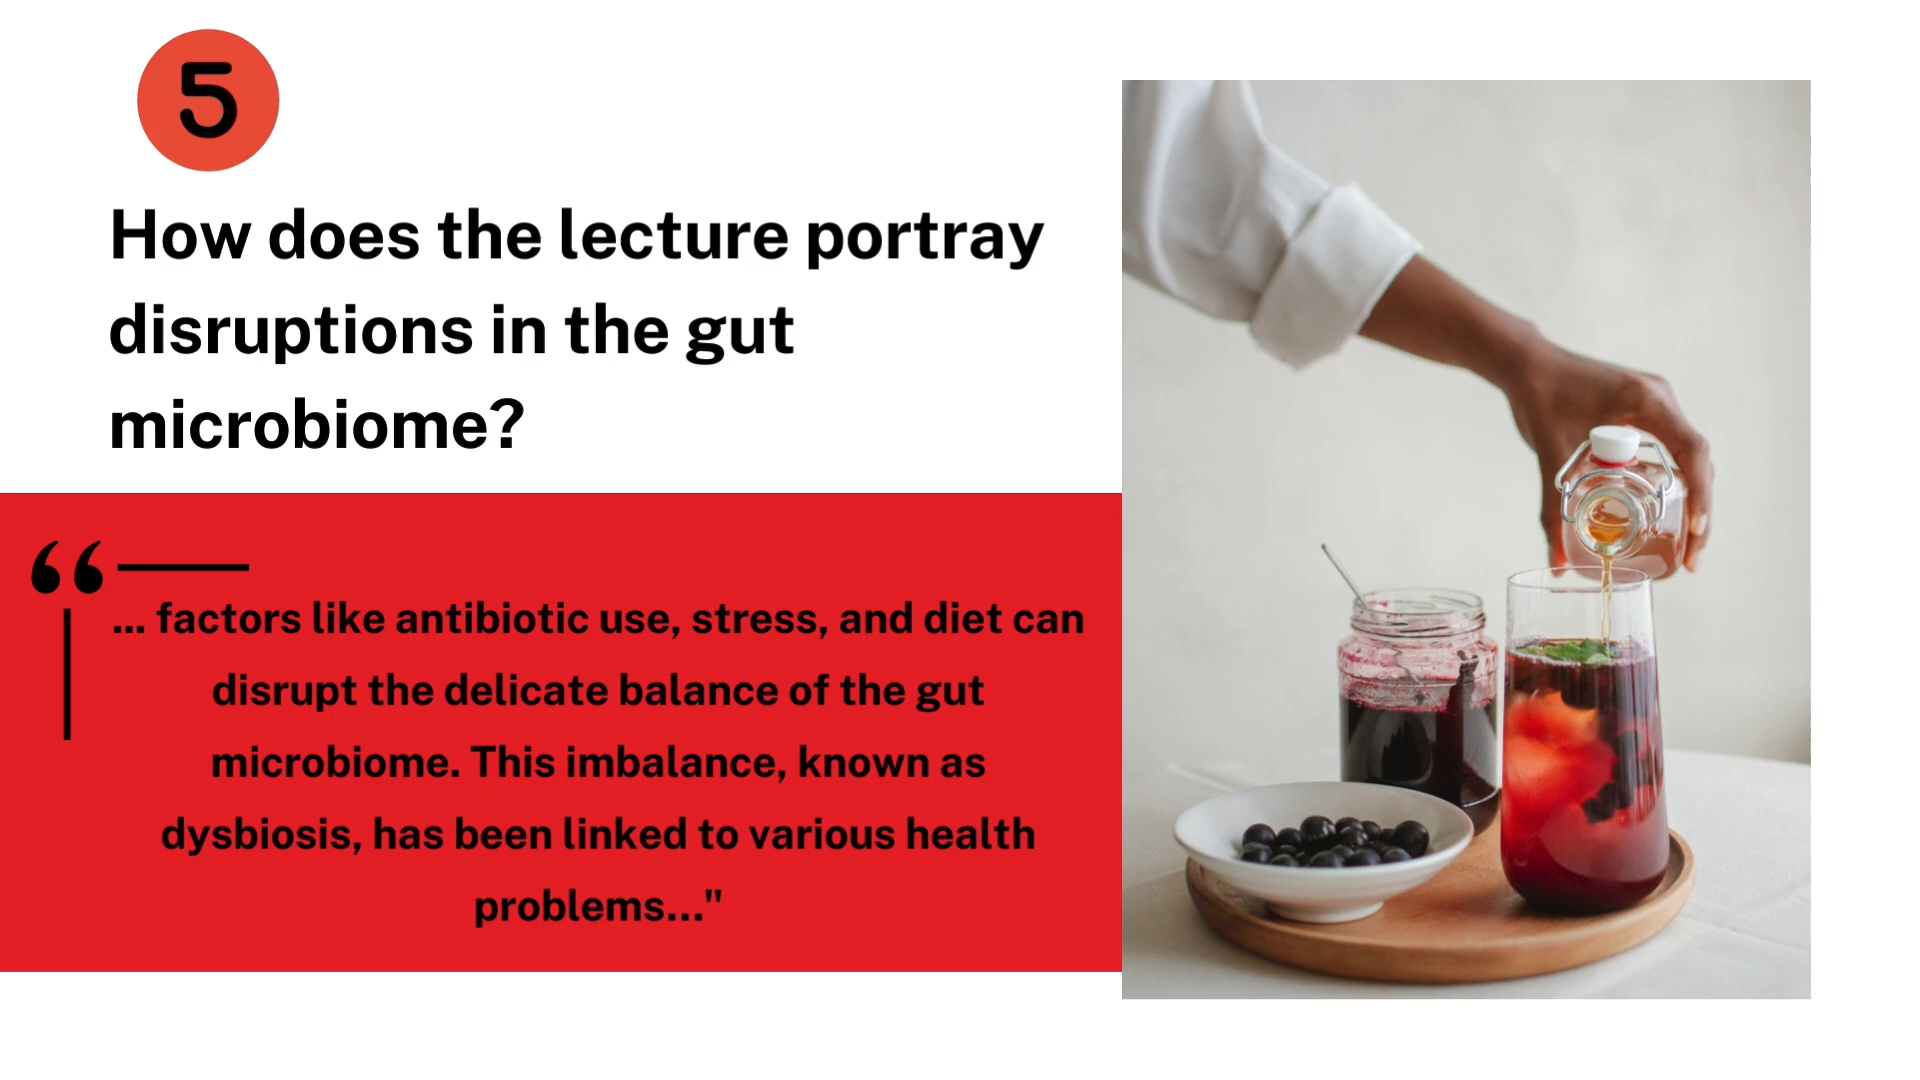 5
How does the lecture portray
disruptions in the gut
microbiome?
“
... factors like antibiotic use, stress, and diet can
disrupt the delicate balance of the gut
microbiome. This imbalance, known as
dysbiosis, has been linked to various health
problems..."